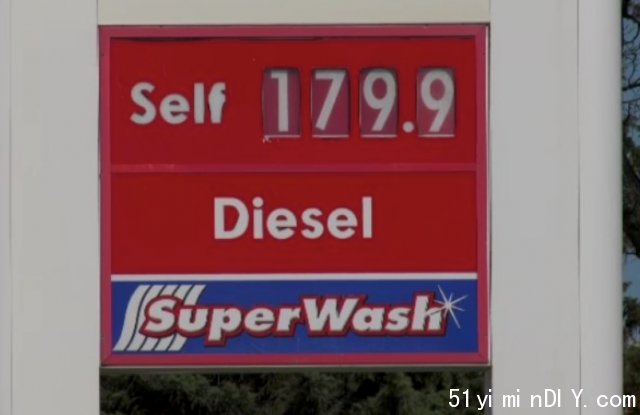 Self 179.9
Diesel
SuperWash
51yiminDIY.com